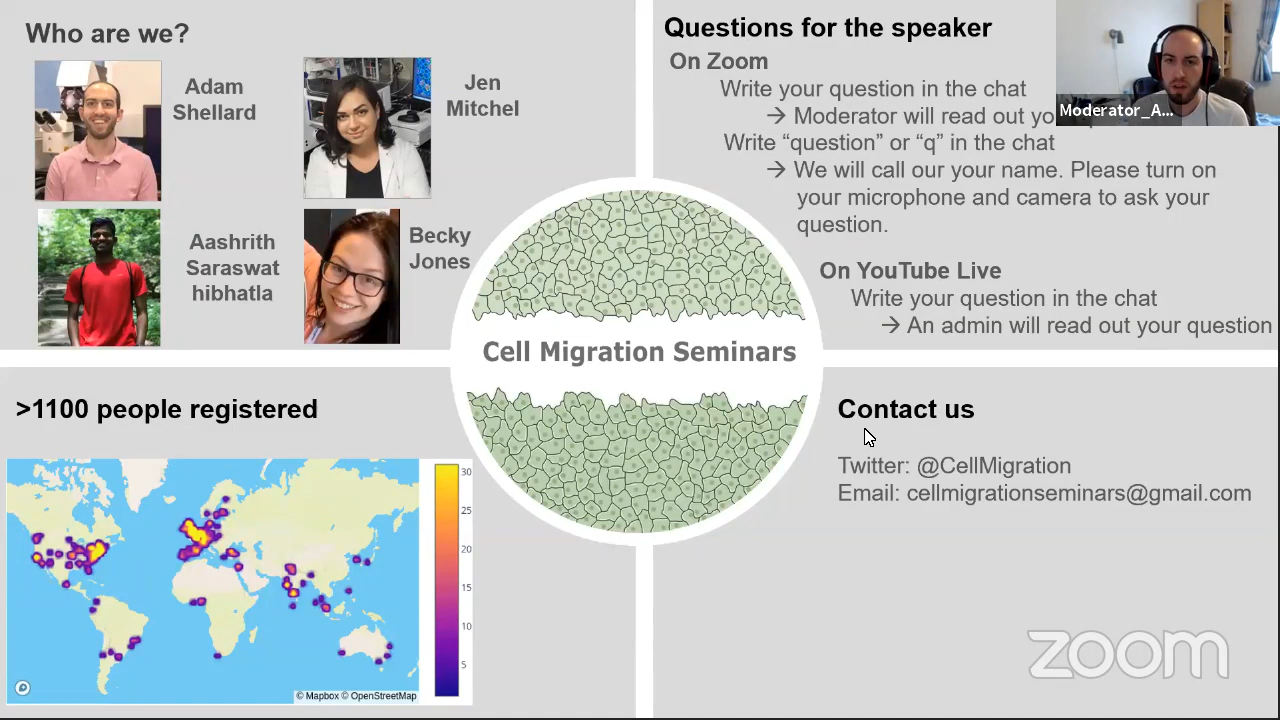 Who are we?
Adam
Shellard
Jen
Mitchel
Aashrith
Saraswat
hibhatla
Becky
Jones
Questions for the speaker
On Zoom
Write your question in the chat
→ Moderator will read out yo
Write “question” or “q” in the chat
→ We will call our your name. Please turn on
your microphone and camera to ask your
question.
On YouTube Live
Write your question in the chat
→ An admin will read out your question
Moderator_A...
Cell Migration Seminars
>1100 people registered
30
25
20
15
10
5
© Mapbox © OpenStreetMap
Contact us
Twitter: @CellMigration
Email: cellmigrationseminars@gmail.com
zoom